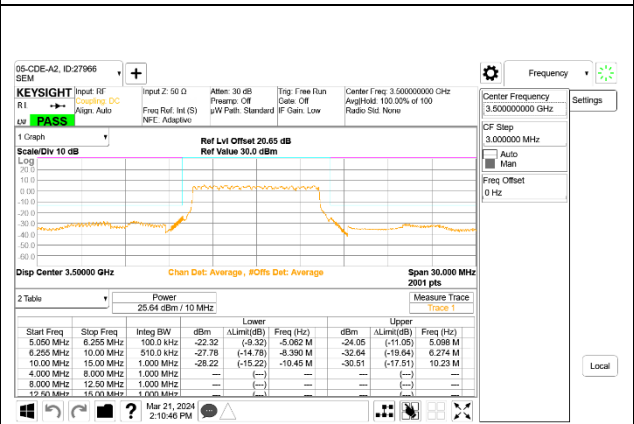 05-CDE-A2, ID:27966
SEM
Frequency
KEYSIGHT
RL
PASS
Input: RF
Coupling: DC
Align: Auto
Input Z: 50 Ω
Freq Ref: Int (S)
NFE: Adaptive
Atten: 30 dB
Preamp: Off
µW Path: Standard
Trig: Free Run
Gate: Off
IF Gain: Low
Center Freq: 3.500000000 GHz
Avg|Hold: 100.00% of 100
Radio Std: None
Center Frequency
3.500000000 GHz
Settings
CF Step
3.000000 MHz
Auto
Man
Freq Offset
0 Hz
Local
1 Graph
Scale/Div 10 dB
Ref Lvl Offset 20.65 dB
Ref Value 30.0 dBm
Log
20.0
10.0
0.00
-10.0
-20.0
-30.0
-40.0
-50.0
-60.0
Disp Center 3.50000 GHz
Chan Det: Average, #Offs Det: Average
Span 30.000 MHz
2001 pts
2 Table
Power
25.64 dBm / 10 MHz
Measure Trace
Trace 1
Lower Upper
Start Freq Stop Freq Integ BW dBm ΔLimit(dB) Freq (Hz) dBm ΔLimit(dB) Freq (Hz)
5.050 MHz 6.255 MHz 100.0 kHz -22.32 (-9.32) -5.062 M -24.05 (-11.05) 5.098 M
6.255 MHz 10.00 MHz 510.0 kHz -27.78 (-14.78) -8.390 M -32.64 (-19.64) 6.274 M
10.00 MHz 15.00 MHz 1.000 MHz -28.22 (-15.22) -10.45 M -30.51 (-17.51) 10.23 M
4.000 MHz 8.000 MHz 1.000 MHz --- (---) --- --- (---) ---
8.000 MHz 12.50 MHz 1.000 MHz --- (---) --- --- (---) ---
12.50 MHz 15.00 MHz 1.000 MHz --- (---) --- --- (---) ---
Mar 21, 2024
2:10:46 PM